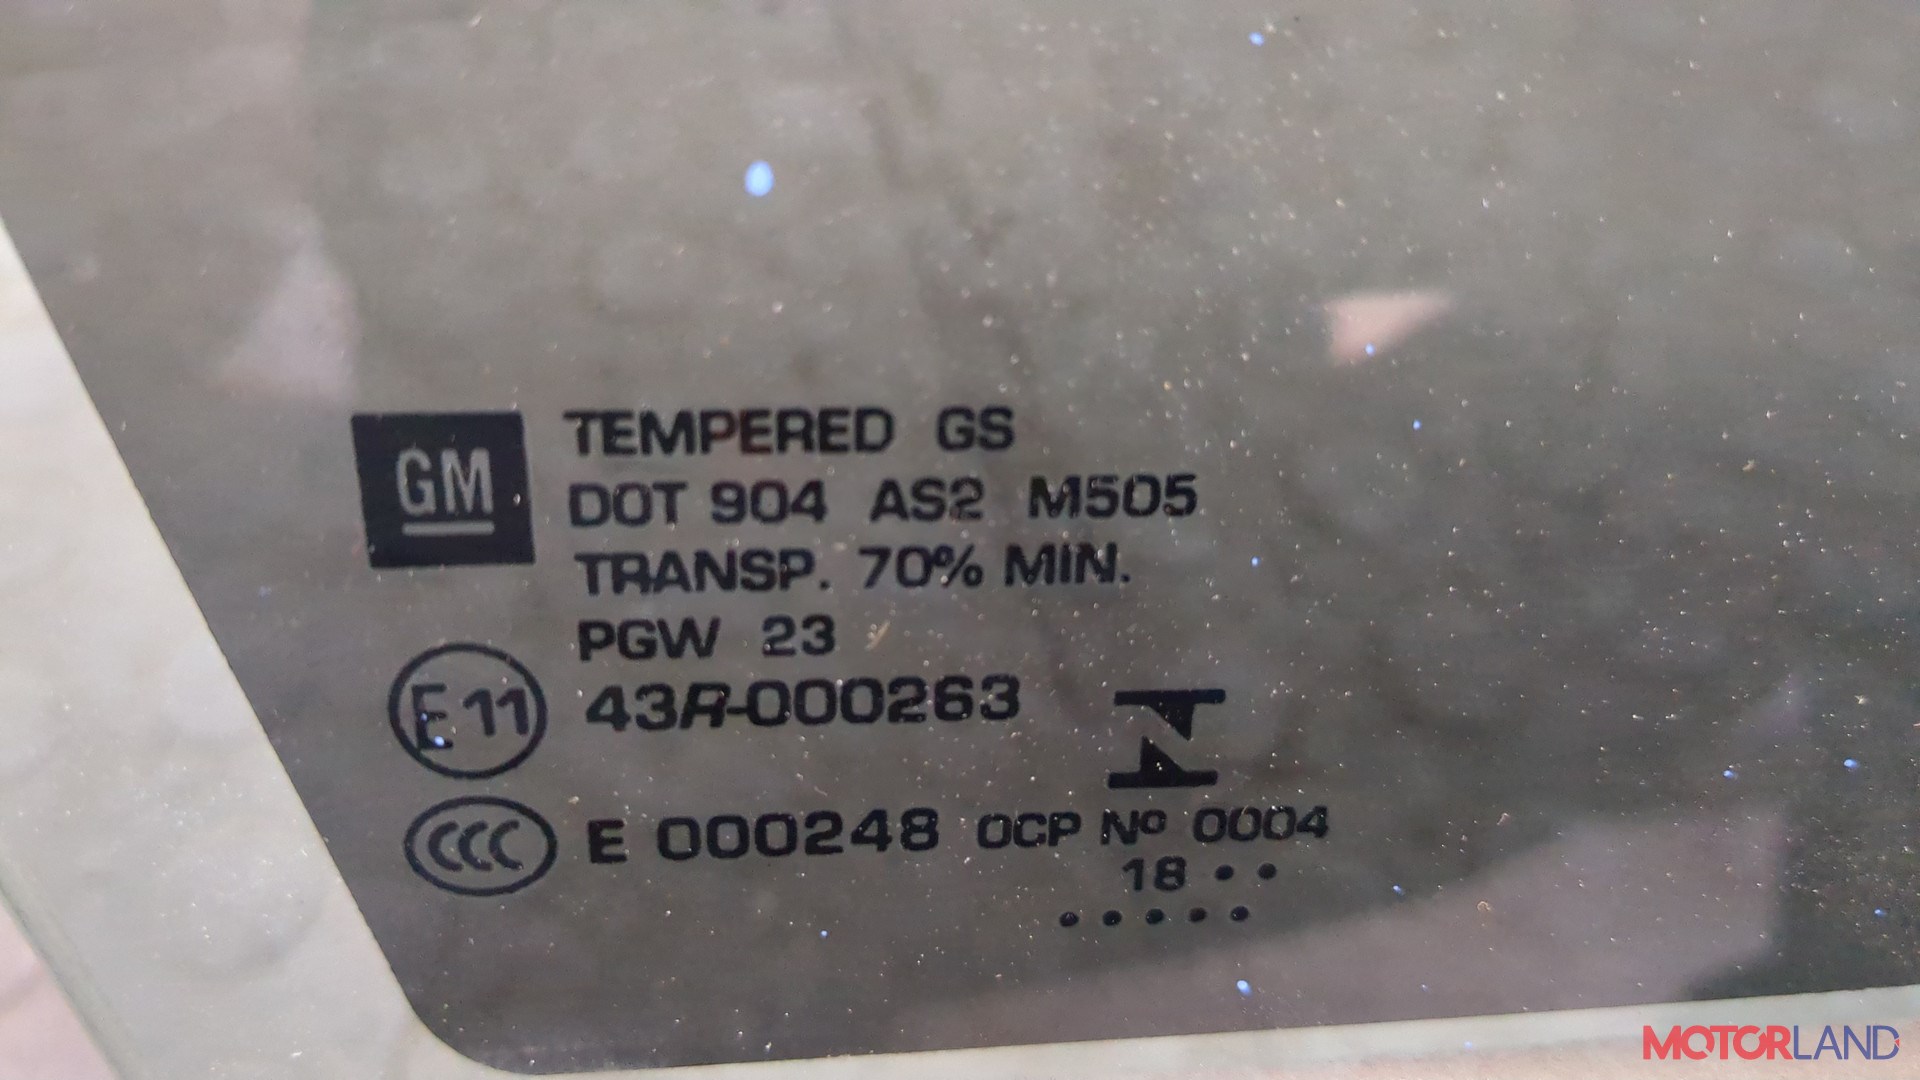 GM
TEMPERED GS
DOT 904 AS2 M505
TRANSP. 70% MIN.
PGW 23
E11 43R-000263
CCC E 000248 OCP Nº 0004
18 • •
• • • • •
MOTORLAND